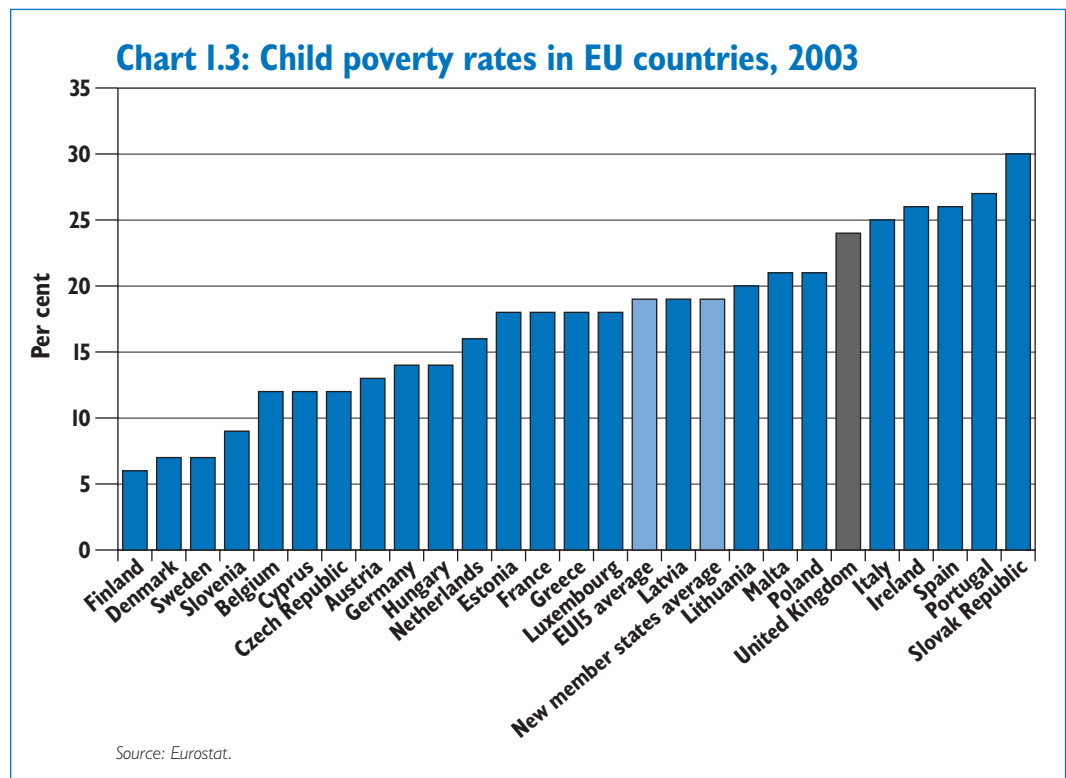 Chart 1.3: Child poverty rates in EU countries, 2003
35
30
25
20
15
10
5
0
Per cent
Finland
Denmark
Sweden
Slovenia
Belgium
Cyprus
Czech Republic
Austria
Germany
Hungary
Netherlands
Estonia
France
Greece
Luxembourg
EU15 average
Latvia
New member states average
Lithuania
Malta
Poland
United Kingdom
Italy
Ireland
Spain
Portugal
Slovak Republic
Source: Eurostat.